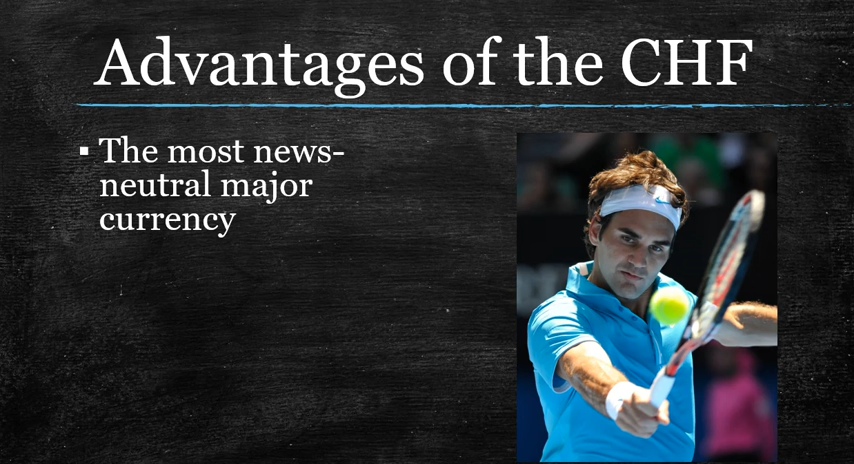 Advantages of the CHF
▪ The most news-
neutral major
currency